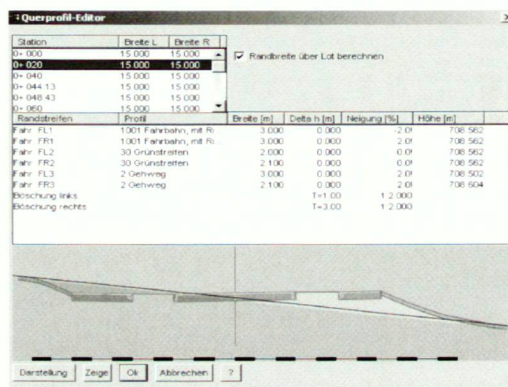 Querprofil-Editor
Station Breite L Breite R
0+ 000 15.000 15.000
0+ 020 15.000 15.000
0+ 040 15.000 15.000
0+ 044.13 15.000 15.000
0+ 048.43 15.000 15.000
0+ 060 15.000 15.000
Randbreite über Lot berechnen
Randstreifen Profil Breite [m] Delta h [m] Neigung [%] Höhe [m]
Fahr. FL1 1001 Fahrbahn, mit Ri 3.000 0.000 -2.0 708.562
Fahr. FR1 1001 Fahrbahn, mit Ri... 3.000 0.000 2.0 708.562
Fahr. FL2 30 Grünstreifen 2.000 0.000 0.0 708.562
Fahr. FR2 30 Grünstreifen 2.100 0.000 2.0 708.562
Fahr. FL3 2 Gehweg 3.000 0.000 2.0 708.502
Fahr. FR3 2 Gehweg 2.100 0.000 2.0 708.604
Böschung links T=1.00 1:2.000
Böschung rechts T=3.00 1:2.000
Darstellung Zeige Ok Abbrechen ?